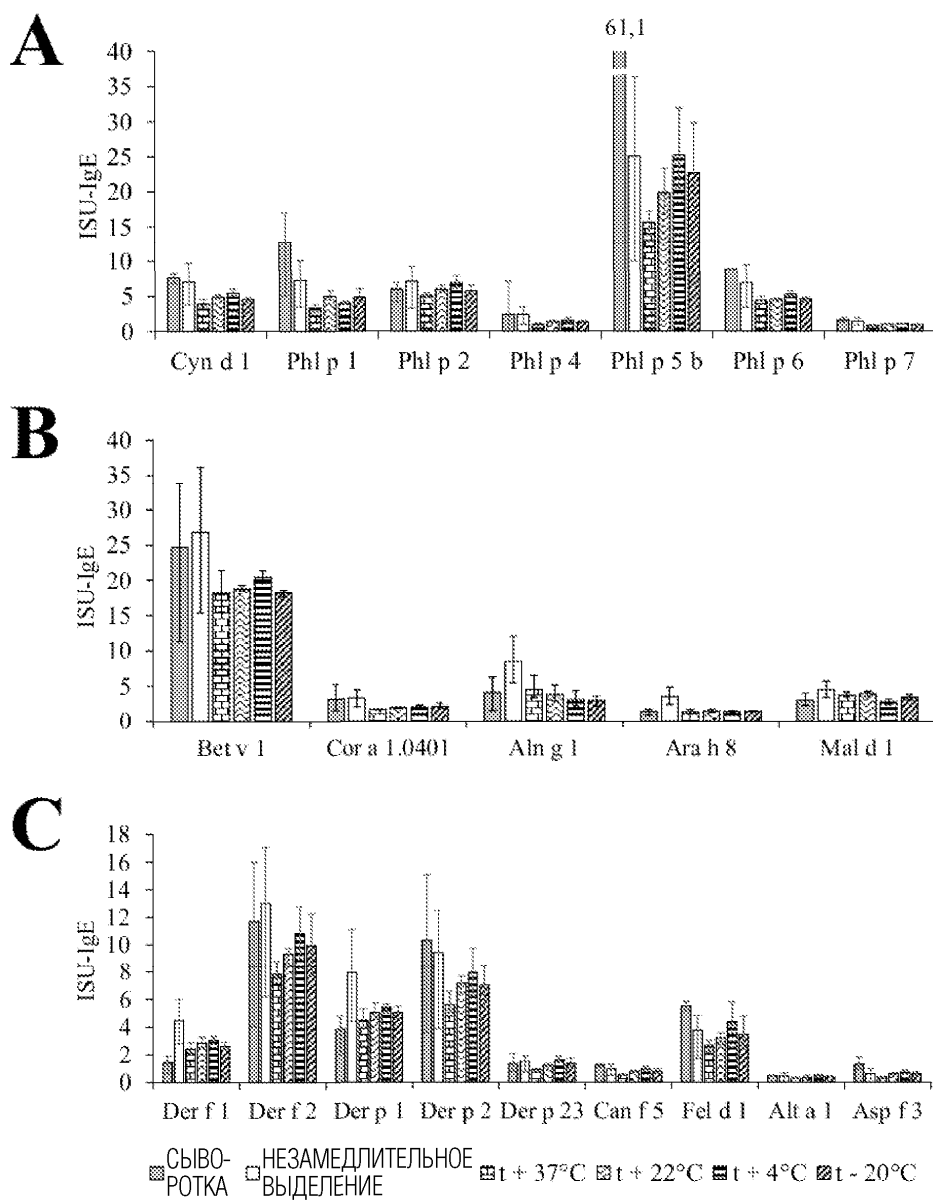 A
61,1
40
35
30
25
20
15
10
5
0
ISU-IgE
Cyn d 1 Phl p 1 Phl p 2 Phl p 4 Phl p 5 b Phl p 6 Phl p 7
B
40
35
30
25
20
15
10
5
0
ISU-IgE
Bet v 1 Cor a 1.0401 Aln g 1 Ara h 8 Mal d 1
C
18
16
14
12
10
8
6
4
2
0
ISU-IgE
Der f 1 Der f 2 Der p 1 Der p 2 Der p 23 Can f 5 Fel d 1 Alt a 1 Asp f 3
СЫВО-
РОТКА
НЕЗАМЕДЛИТЕЛЬНОЕ
ВЫДЕЛЕНИЕ
t + 37°C t + 22°C t + 4°C t - 20°C